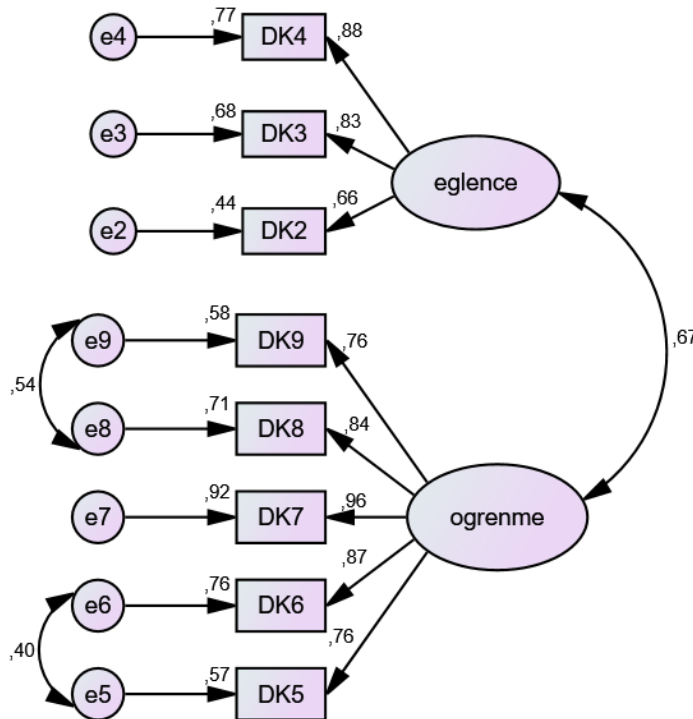 e4
,77
DK4
,88
e3
,68
DK3
,83
eglence
e2
,44
DK2
,66
,67
e9
,58
DK9
,76
,54
e8
,71
DK8
,84
e7
,92
DK7
,96
ogrenme
e6
,76
DK6
,87
,40
e5
,57
DK5
,76